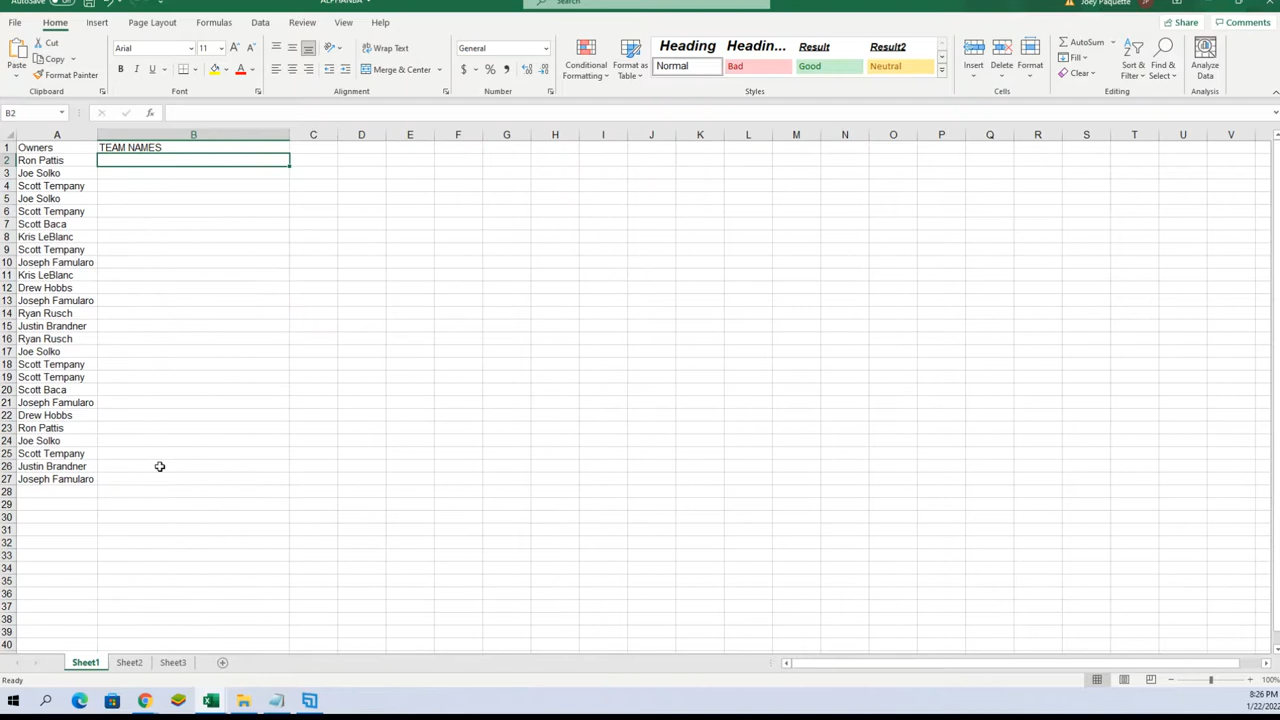 AutoSave Off ALPHANBA Search Joey Paquette JP
File Home Insert Page Layout Formulas Data Review View Help Share Comments
Paste Cut Copy Format Painter Clipboard
Arial 11 A A B I U A Font
Wrap Text Merge & Center Alignment
General $ % Number
Conditional Formatting Format as Table
Heading Headin... Result Result2
Normal Bad Good Neutral
Styles
Insert Delete Format Cells
AutoSum Fill Clear Sort & Filter Find & Select Editing
Analyze Data Analysis
B2 fx
A B C D E F G H I J K L M N O P Q R S T U V
1 Owners TEAM NAMES
2 Ron Pattis
3 Joe Solko
4 Scott Tempany
5 Joe Solko
6 Scott Tempany
7 Scott Baca
8 Kris LeBlanc
9 Scott Tempany
10 Joseph Famularo
11 Kris LeBlanc
12 Drew Hobbs
13 Joseph Famularo
14 Ryan Rusch
15 Justin Brandner
16 Ryan Rusch
17 Joe Solko
18 Scott Tempany
19 Scott Tempany
20 Scott Baca
21 Joseph Famularo
22 Drew Hobbs
23 Ron Pattis
24 Joe Solko
25 Scott Tempany
26 Justin Brandner
27 Joseph Famularo
28
29
30
31
32
33
34
35
36
37
38
39
40
Sheet1 Sheet2 Sheet3
Ready 100%
8:26 PM
1/22/2022